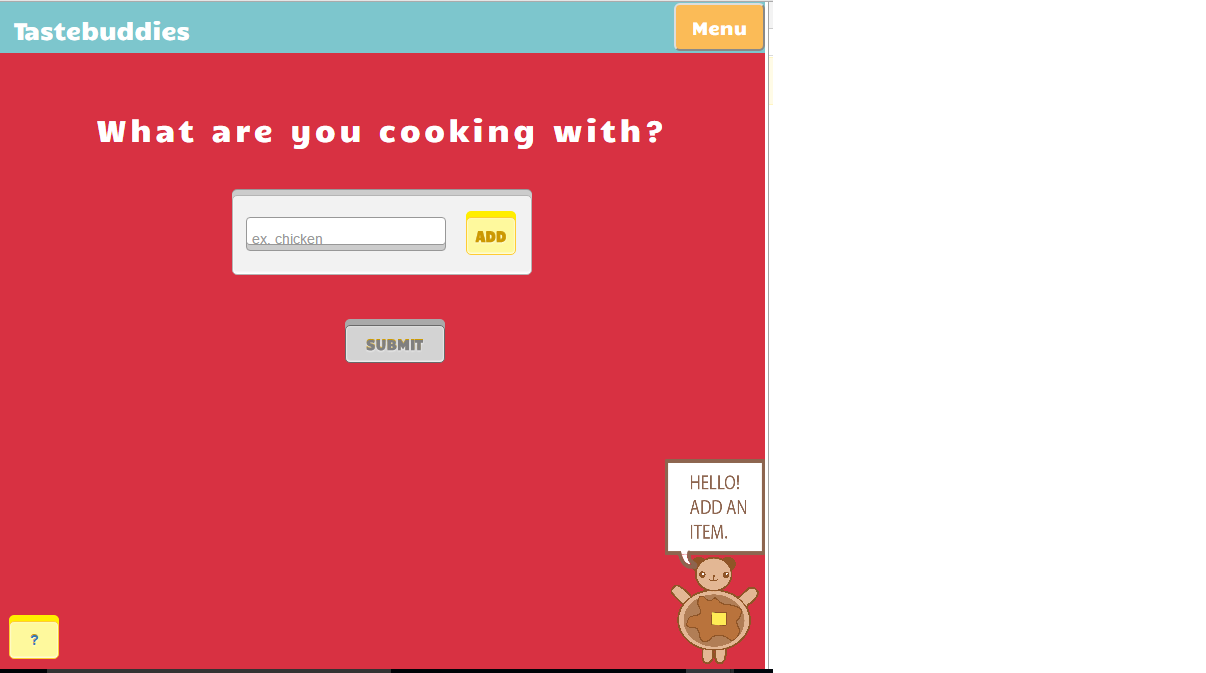 Tastebuddies
Menu
What are you cooking with?
ex. chicken
ADD
SUBMIT
HELLO!
ADD AN
ITEM.
?